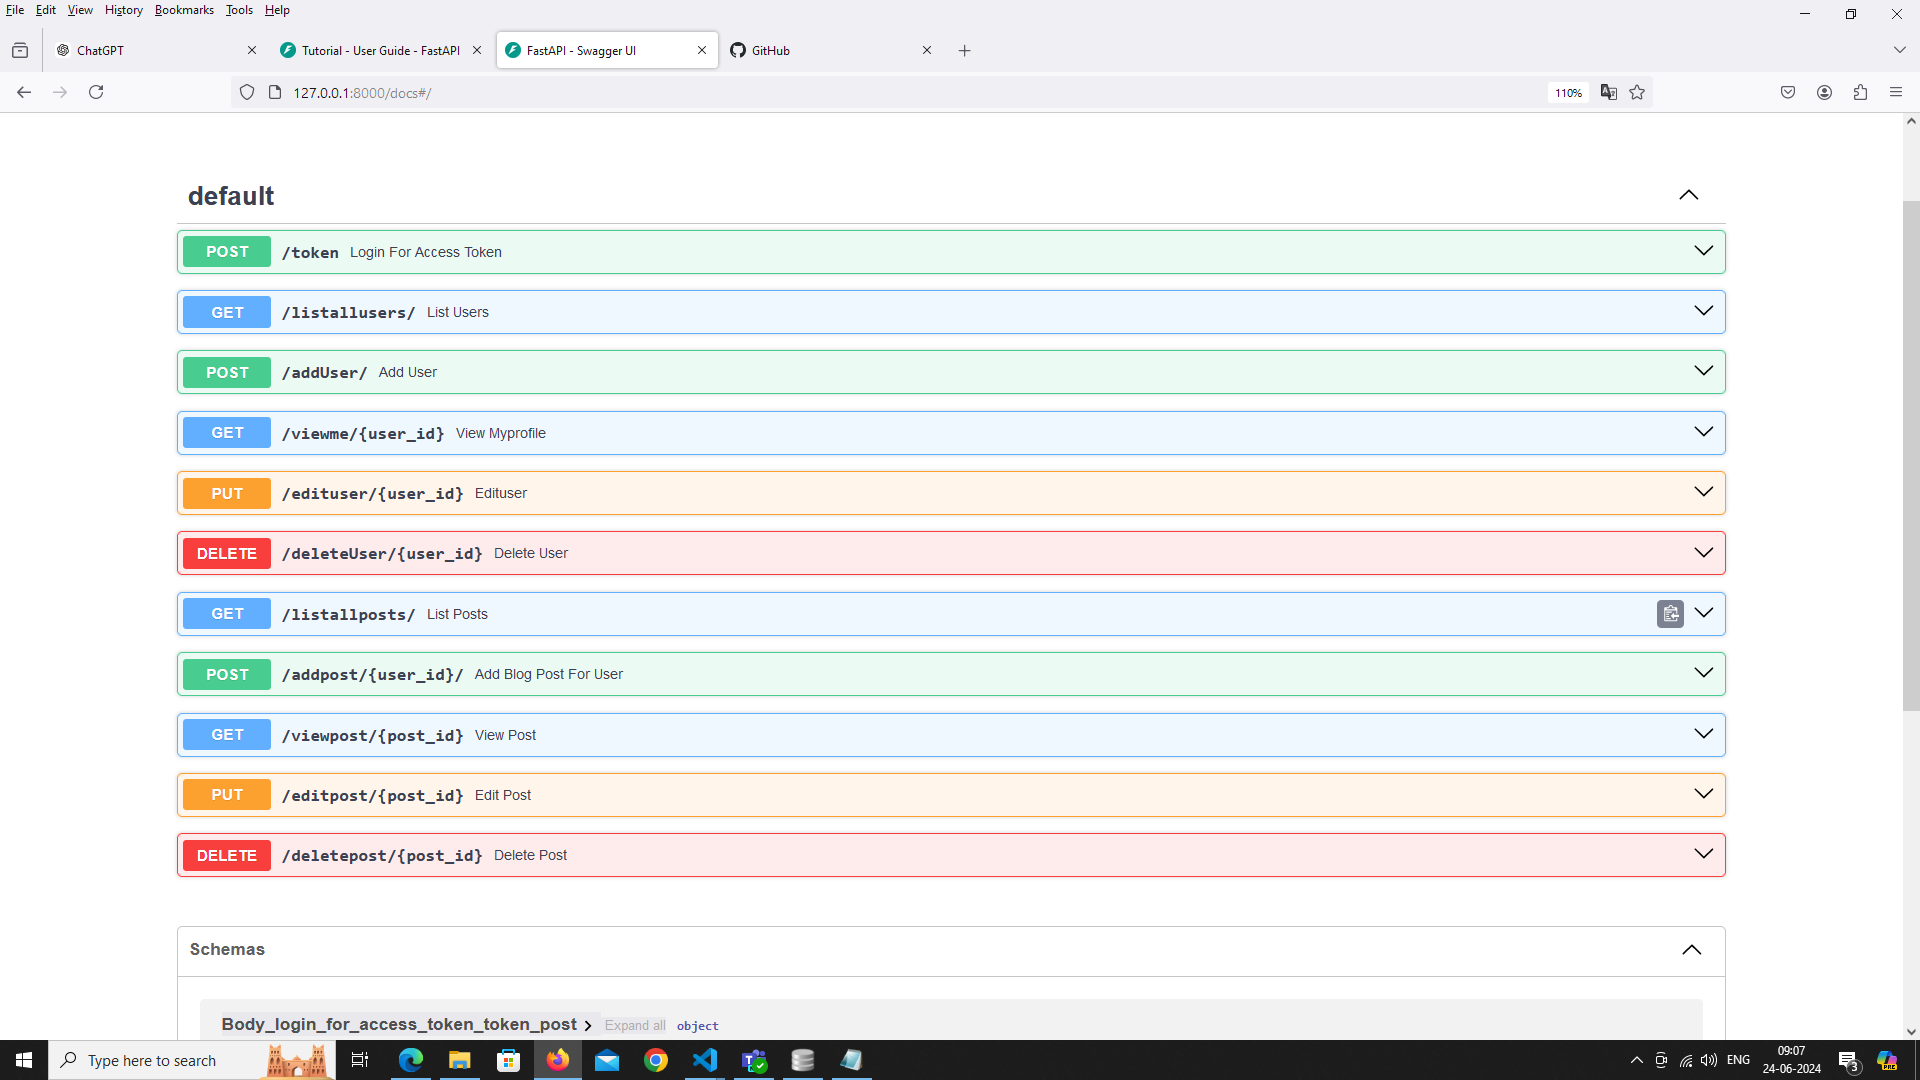 File Edit View History Bookmarks Tools Help
ChatGPT
Tutorial - User Guide - FastAPI
FastAPI - Swagger UI
GitHub
127.0.0.1:8000/docs#/
110%
default
POST /token Login For Access Token
GET /listallusers/ List Users
POST /addUser/ Add User
GET /viewme/{user_id} View Myprofile
PUT /edituser/{user_id} Edituser
DELETE /deleteUser/{user_id} Delete User
GET /listallposts/ List Posts
POST /addpost/{user_id}/ Add Blog Post For User
GET /viewpost/{post_id} View Post
PUT /editpost/{post_id} Edit Post
DELETE /deletepost/{post_id} Delete Post
Schemas
Body_login_for_access_token_token_post Expand all object
Type here to search
ENG
09:07
24-06-2024
3
PRE